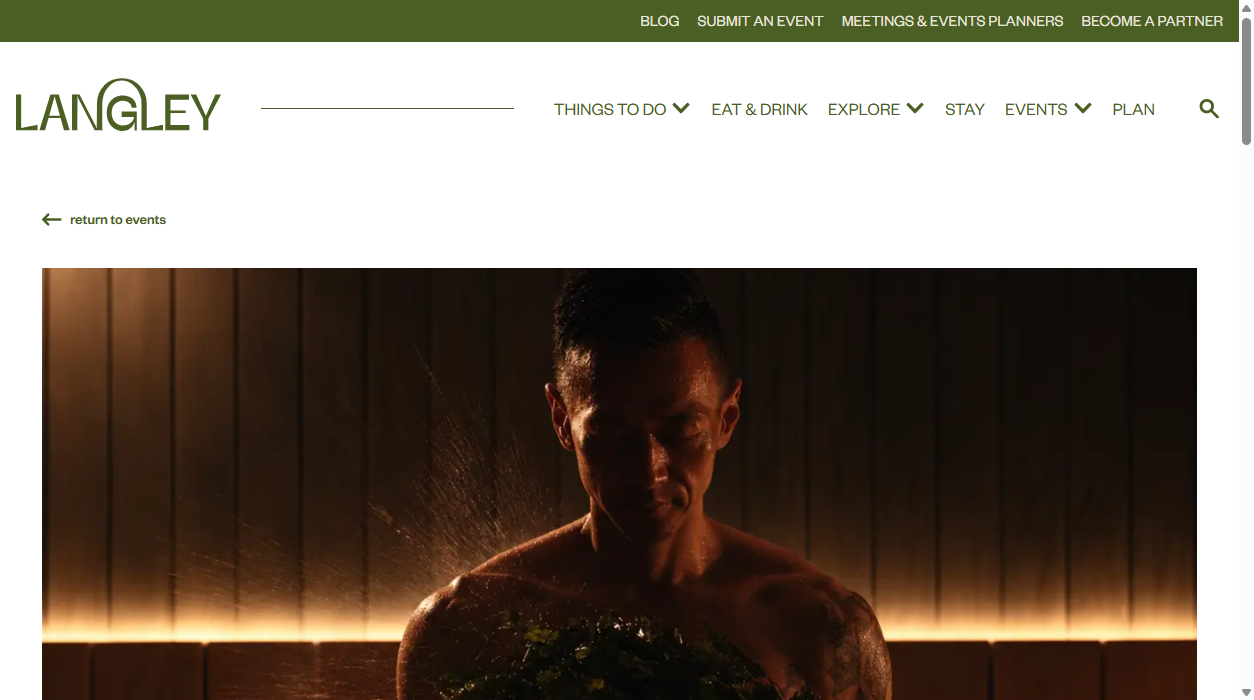 BLOG SUBMIT AN EVENT MEETINGS & EVENTS PLANNERS BECOME A PARTNER
LANGLEY
THINGS TO DO EAT & DRINK EXPLORE STAY EVENTS PLAN
return to events